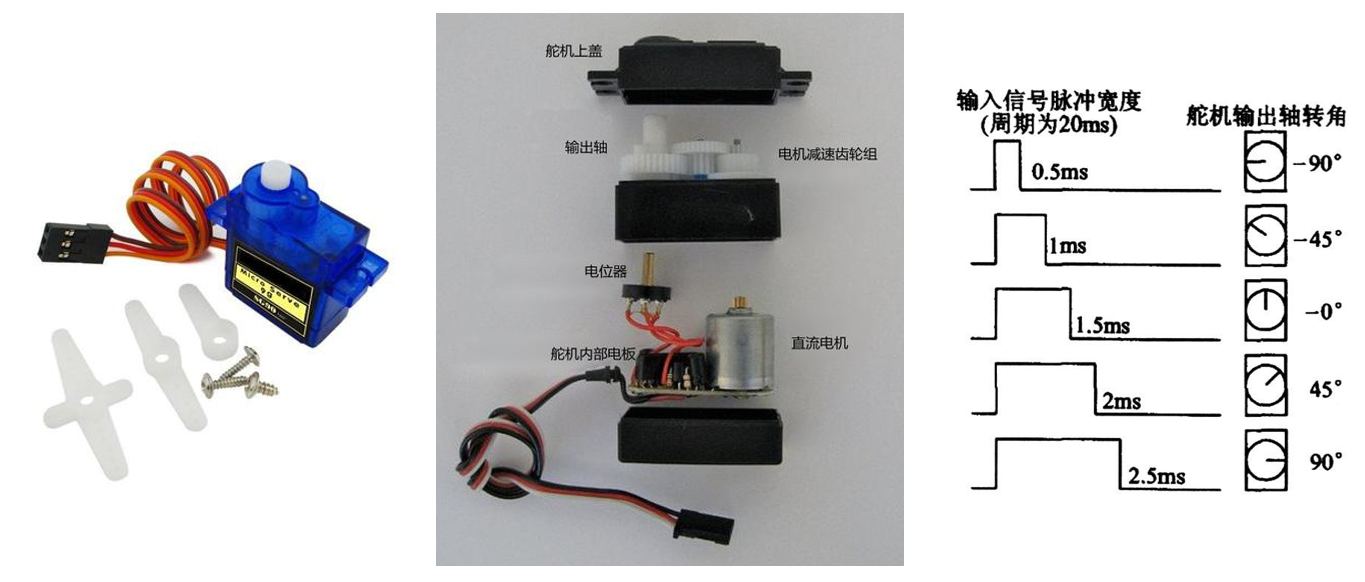 Micro Servo
9g
SG90
舵机上盖
输出轴
电机减速齿轮组
电位器
舵机内部电板
直流电机
输入信号脉冲宽度
(周期为20ms)
舵机输出轴转角
0.5ms
-90°
1ms
-45°
1.5ms
-0°
2ms
45°
2.5ms
90°